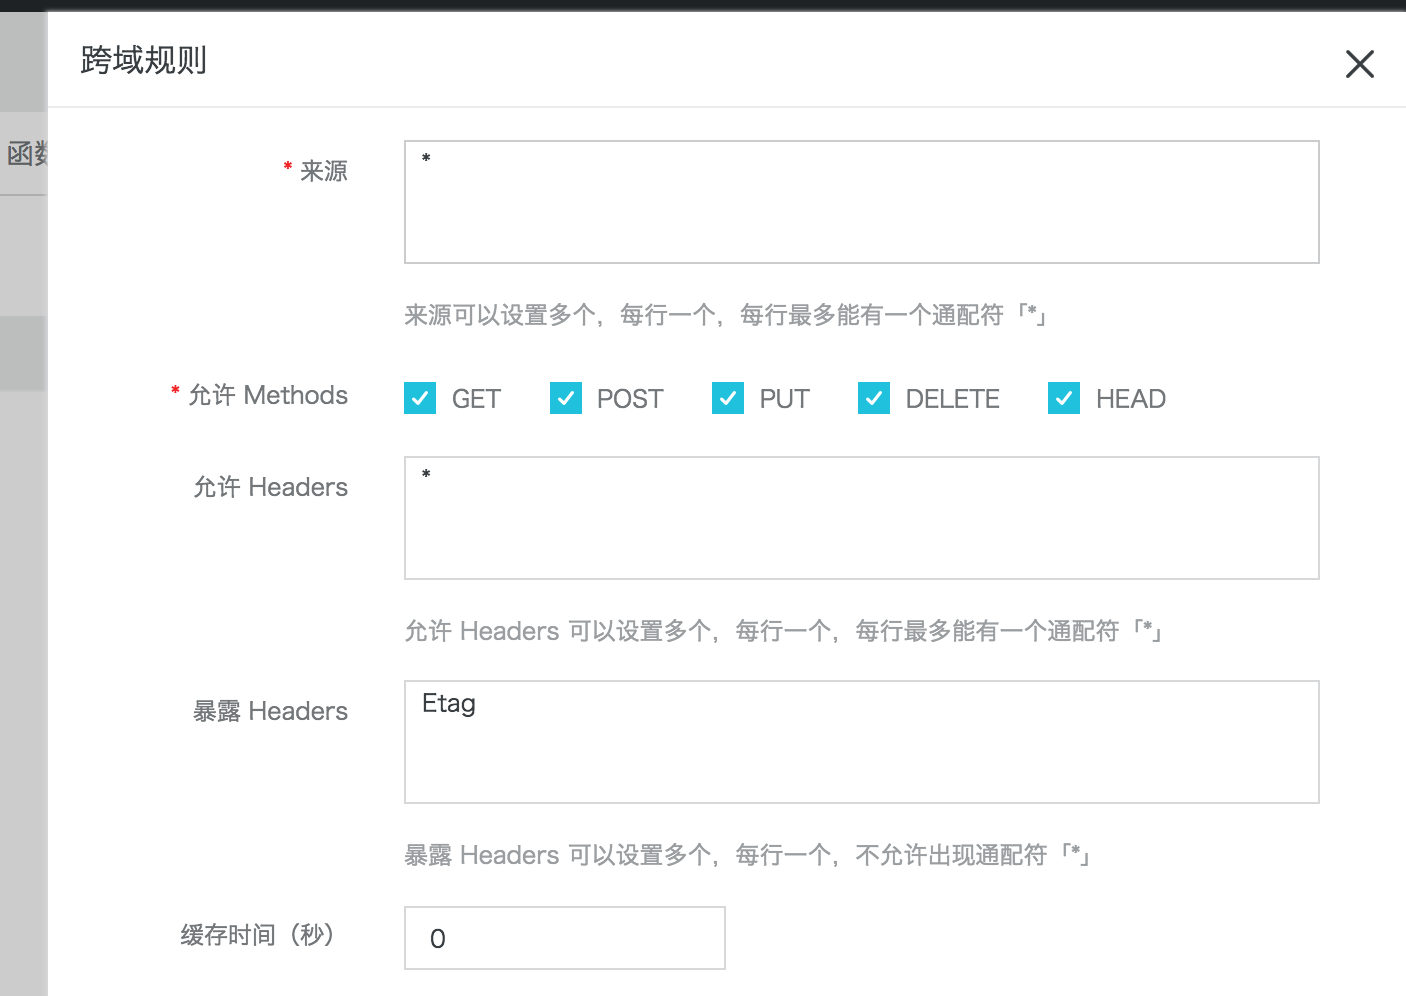 跨域规则
函数
* 来源
*
来源可以设置多个，每行一个，每行最多能有一个通配符「*」
* 允许 Methods
GET POST PUT DELETE HEAD
允许 Headers
*
允许 Headers 可以设置多个，每行一个，每行最多能有一个通配符「*」
暴露 Headers
Etag
暴露 Headers 可以设置多个，每行一个，不允许出现通配符「*」
缓存时间（秒）
0